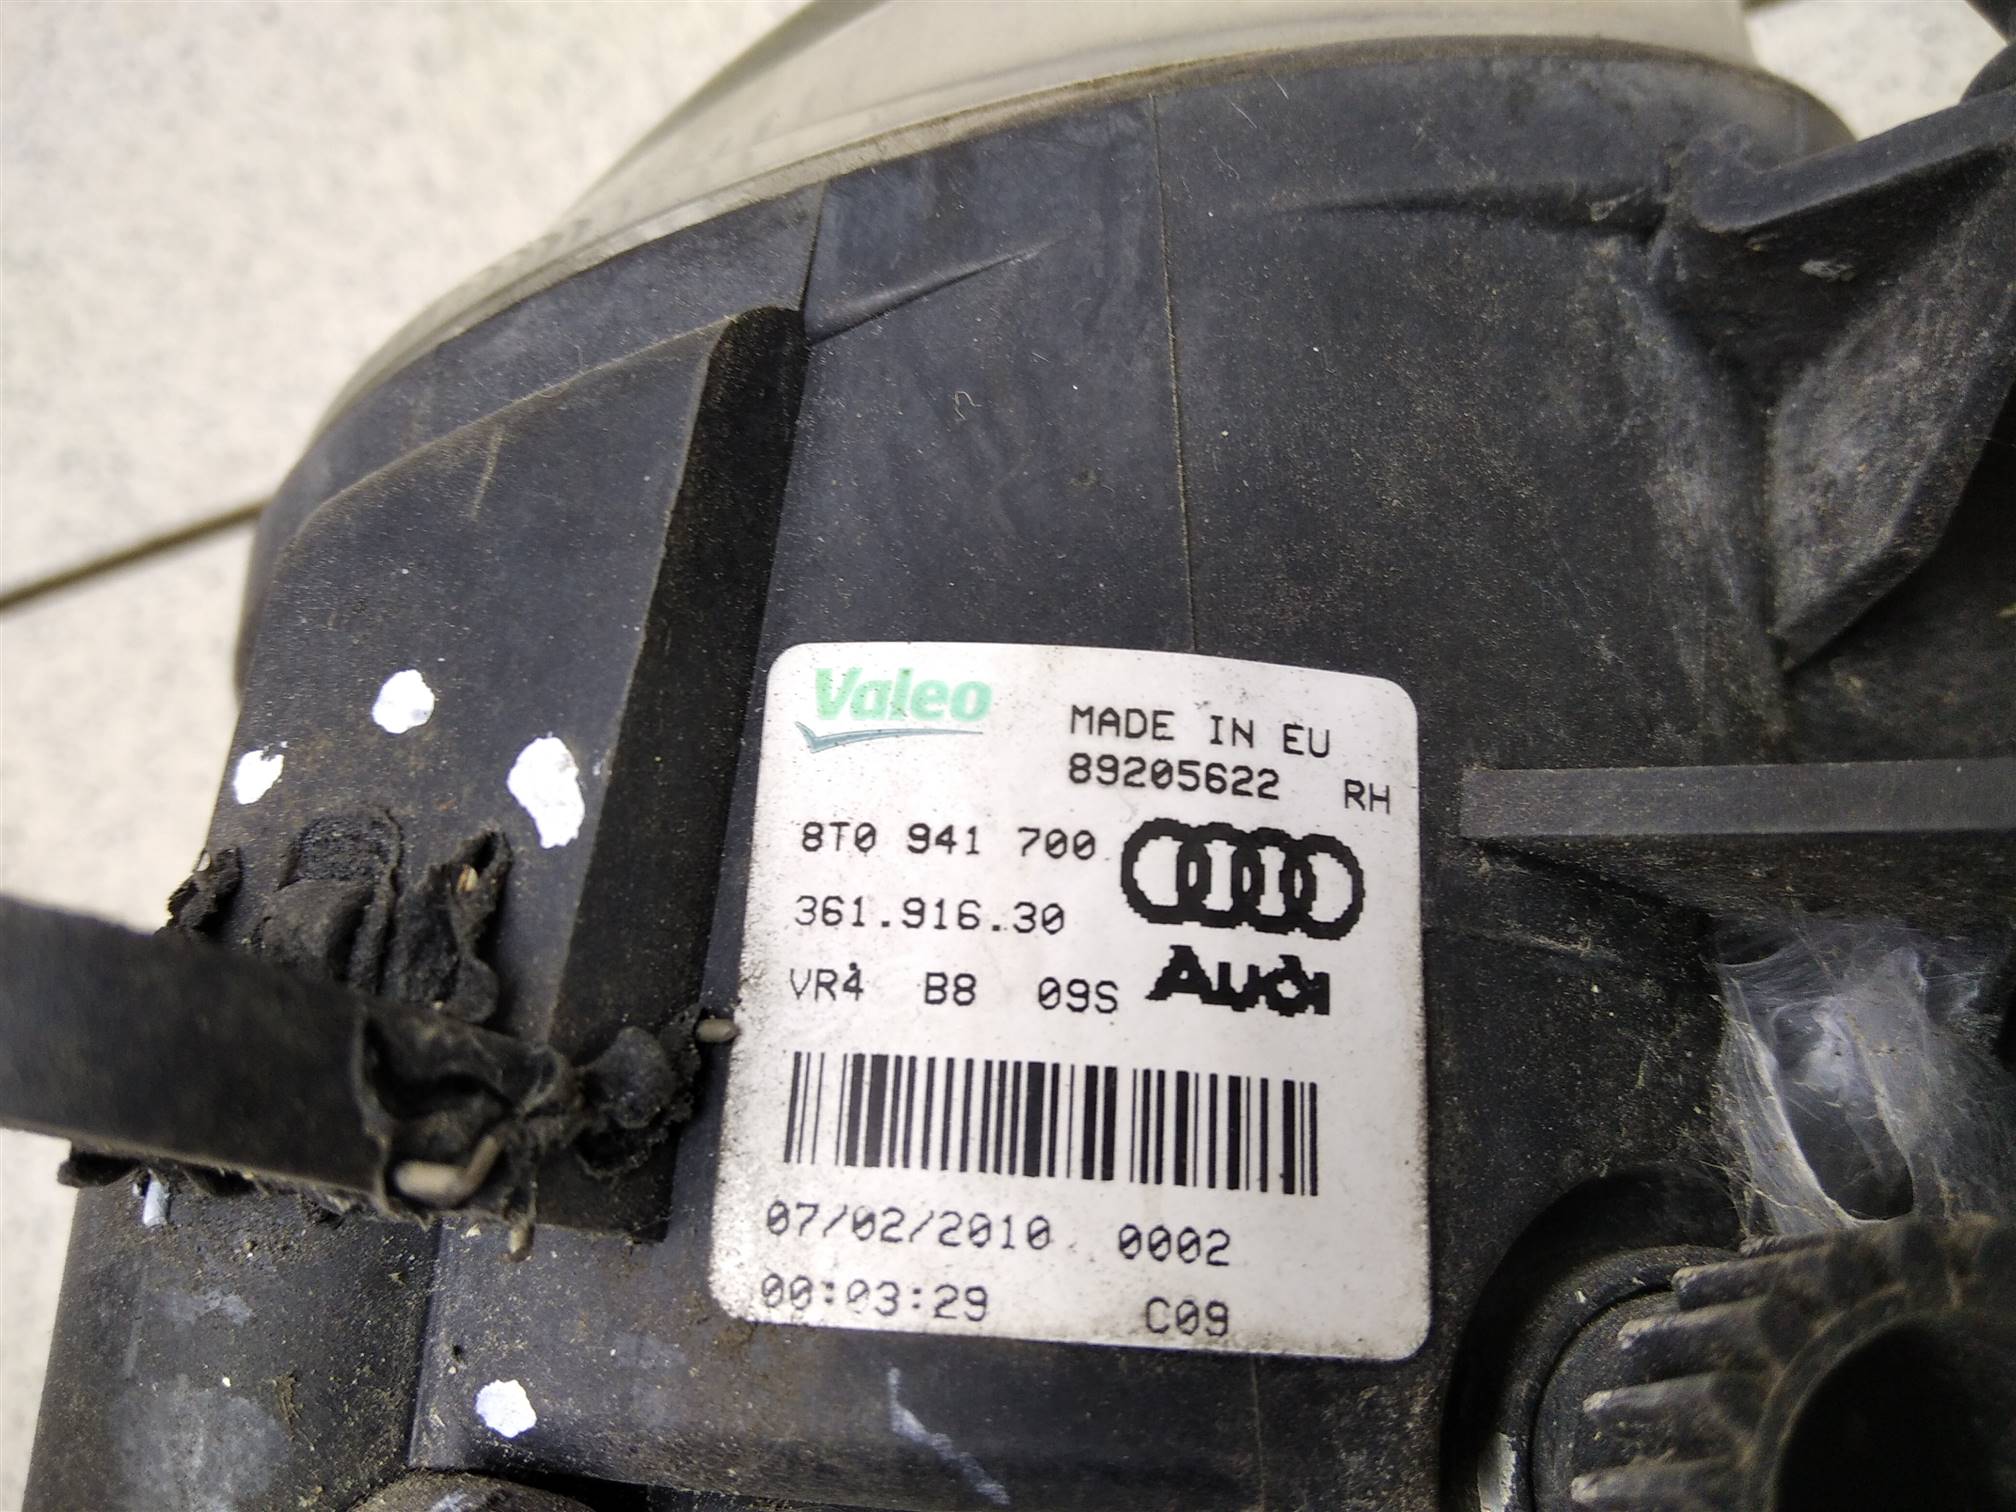 Valeo
MADE IN EU
89205622 RH
8T0 941 700
361.916.30
VR4 B8 09S
Audi
07/02/2010 0002
00:03:29 C09